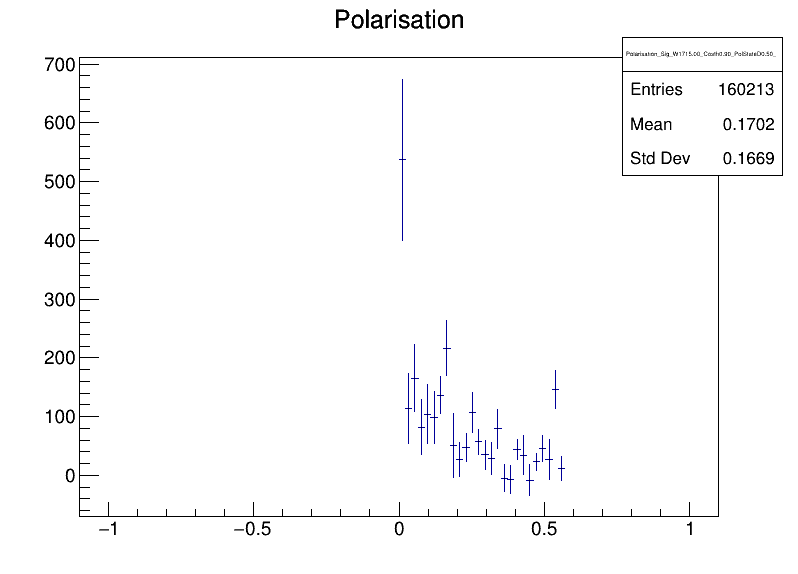 Polarisation
Polarisation_Sig_W1715.00_Costh0.90_PolStateD0.50_
Entries 160213
Mean 0.1702
Std Dev 0.1669
700
600
500
400
300
200
100
0
−1 −0.5 0 0.5 1